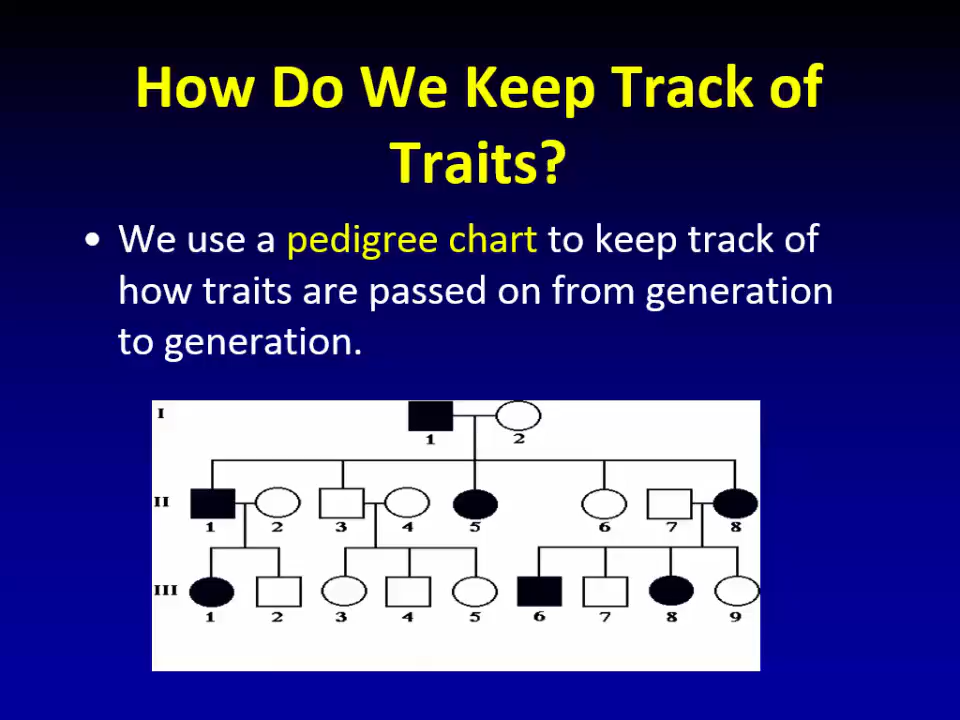 How Do We Keep Track of
Traits?
• We use a pedigree chart to keep track of
how traits are passed on from generation
to generation.
I
1 2
II
1 2 3 4 5 6 7 8
III
1 2 3 4 5 6 7 8 9